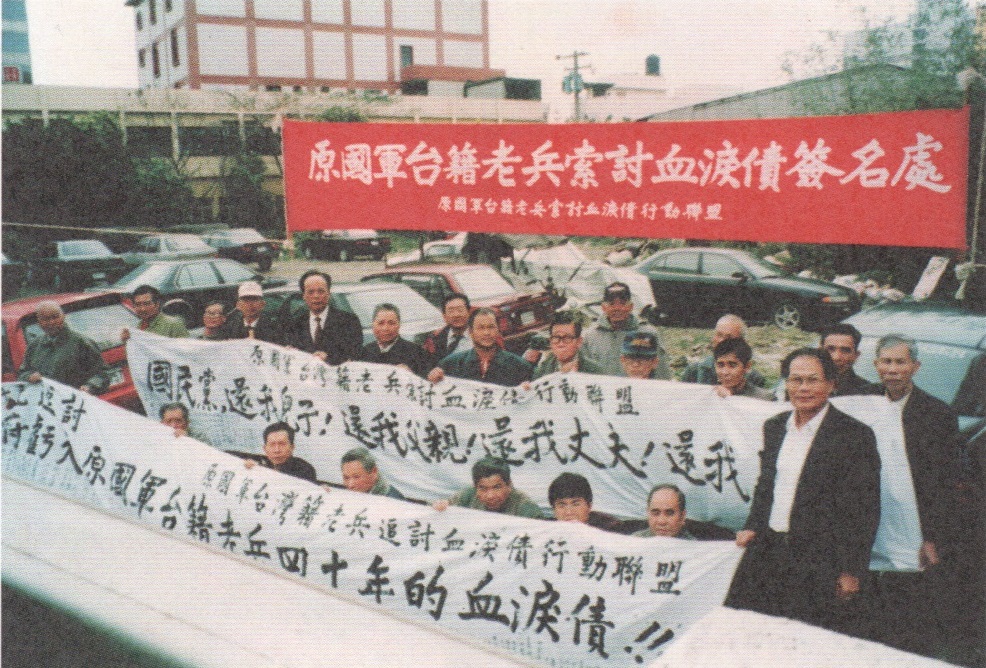 原國軍台籍老兵索討血淚債簽名處
原國軍台籍老兵索討血淚債行動聯盟
原國軍台灣籍老兵索討血淚債行動聯盟
國民黨,還我兒子!還我父親!還我丈夫!還我
追討
原國軍台灣籍老兵追討血淚債行動聯盟
府虧欠原國軍台籍老兵四十年的血淚債!!